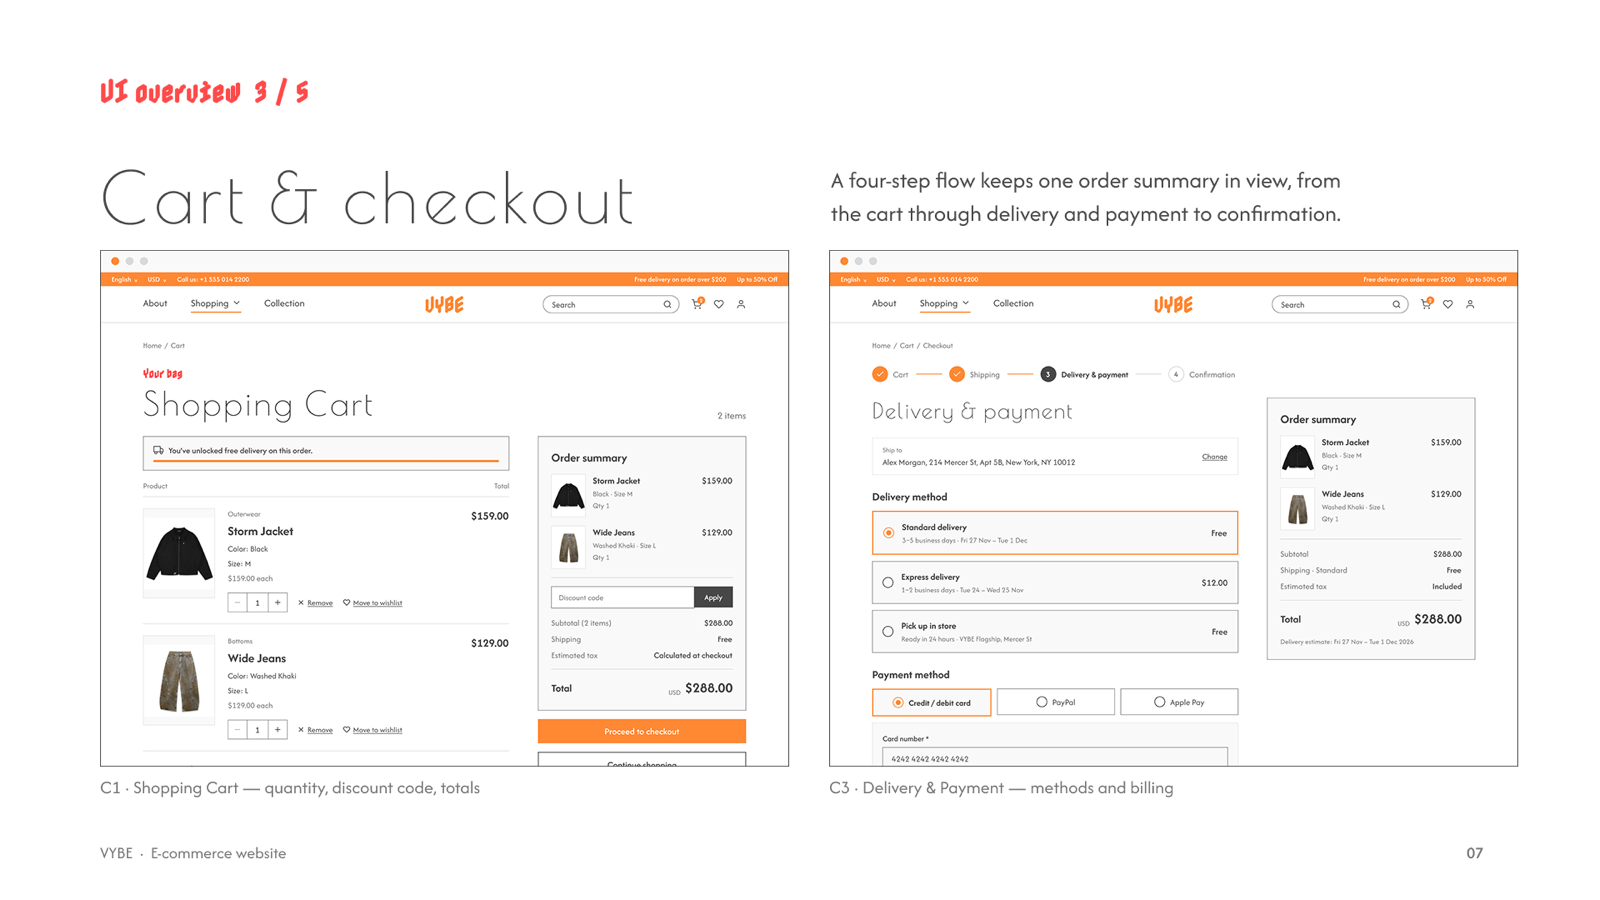 UI overview 3 / 5
Cart & checkout
A four-step flow keeps one order summary in view, from
the cart through delivery and payment to confirmation.
English USD Call us: +1 555 014 2200 Free delivery on order over $200 Up to 50% Off
About Shopping Collection VYBE Search
Home / Cart
Your bag
Shopping Cart
2 items
You've unlocked free delivery on this order.
Product Total
Outerwear
Storm Jacket $159.00
Color: Black
Size: M
$159.00 each
− 1 + × Remove Move to wishlist
Bottoms
Wide Jeans $129.00
Color: Washed Khaki
Size: L
$129.00 each
− 1 + × Remove Move to wishlist
Order summary
Storm Jacket $159.00
Black · Size M
Qty 1
Wide Jeans $129.00
Washed Khaki · Size L
Qty 1
Discount code Apply
Subtotal (2 items) $288.00
Shipping Free
Estimated tax Calculated at checkout
Total USD $288.00
Proceed to checkout
Continue shopping
C1 · Shopping Cart — quantity, discount code, totals
English USD Call us: +1 555 014 2200 Free delivery on order over $200 Up to 50% Off
About Shopping Collection VYBE Search
Home / Cart / Checkout
Cart Shipping 3 Delivery & payment 4 Confirmation
Delivery & payment
Ship to
Alex Morgan, 214 Mercer St, Apt 5B, New York, NY 10012 Change
Delivery method
Standard delivery Free
3–5 business days · Fri 27 Nov – Tue 1 Dec
Express delivery $12.00
1–2 business days · Tue 24 – Wed 25 Nov
Pick up in store Free
Ready in 24 hours · VYBE Flagship, Mercer St
Payment method
Credit / debit card PayPal Apple Pay
Card number *
4242 4242 4242 4242
Order summary
Storm Jacket $159.00
Black · Size M
Qty 1
Wide Jeans $129.00
Washed Khaki · Size L
Qty 1
Subtotal $288.00
Shipping · Standard Free
Estimated tax Included
Total USD $288.00
Delivery estimate: Fri 27 Nov – Tue 1 Dec 2026
C3 · Delivery & Payment — methods and billing
VYBE · E-commerce website
07